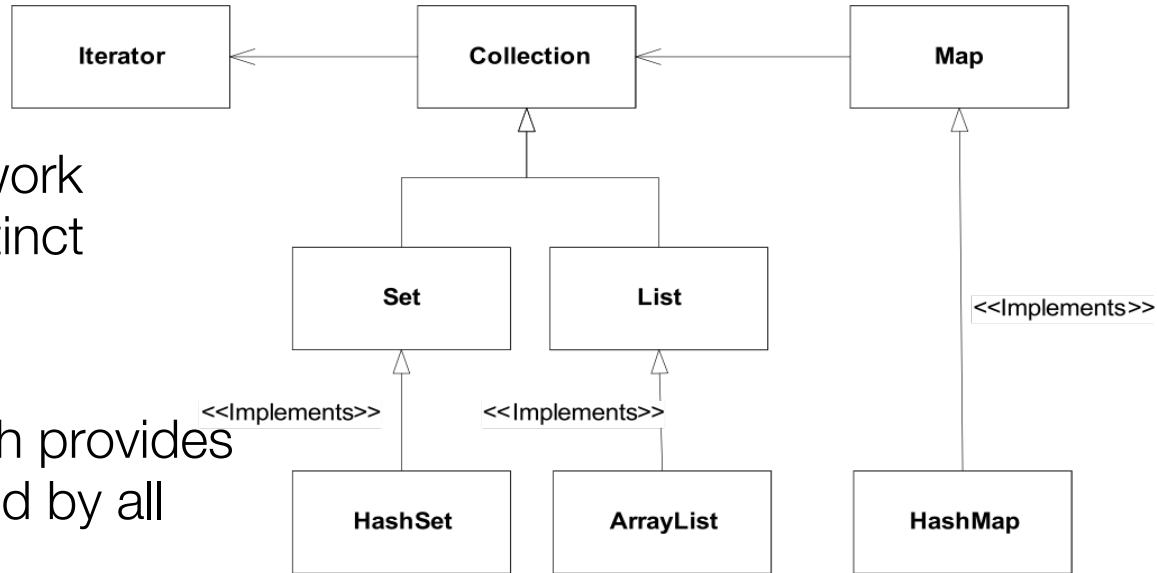 Iterator
Collection
Map
work
tinct
Set
List
<<Implements>>
<<Implements>>
<<Implements>>
h provides
d by all
HashSet
ArrayList
HashMap